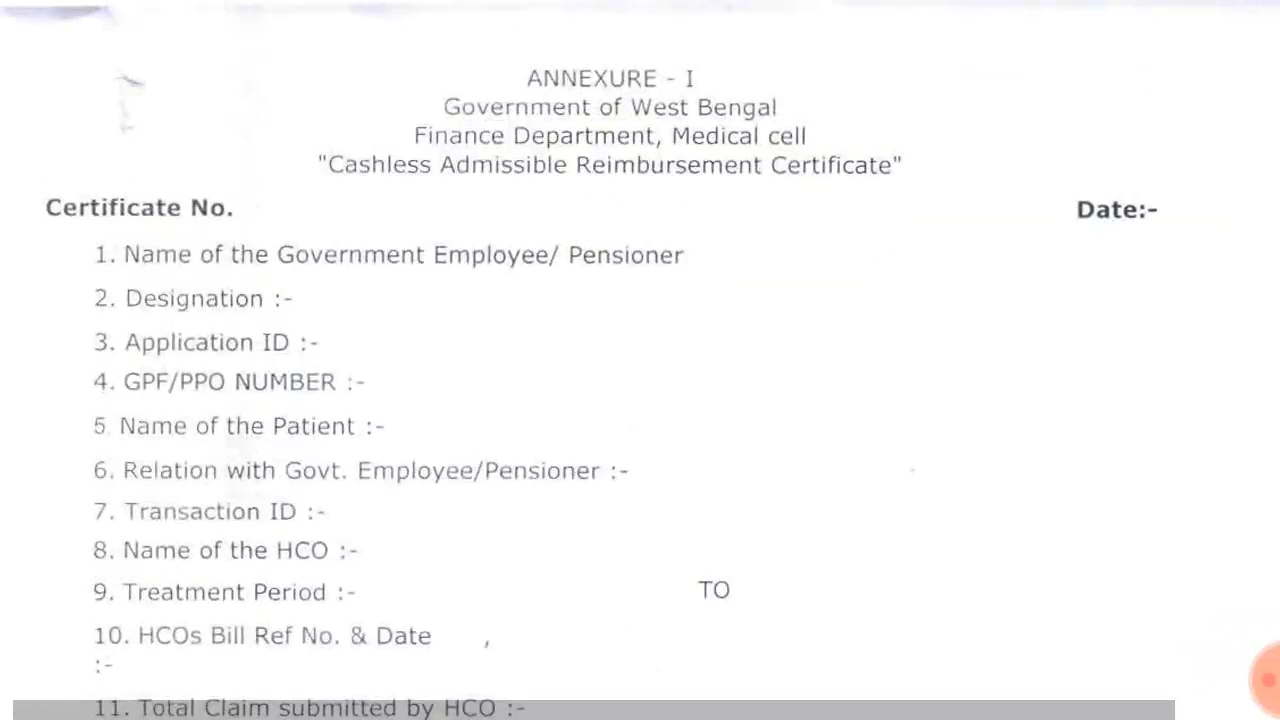 ANNEXURE - I
Government of West Bengal
Finance Department, Medical cell
"Cashless Admissible Reimbursement Certificate"
Certificate No. Date:-
1. Name of the Government Employee/ Pensioner
2. Designation :-
3. Application ID :-
4. GPF/PPO NUMBER :-
5 Name of the Patient :-
6. Relation with Govt. Employee/Pensioner :-
7. Transaction ID :-
8. Name of the HCO :-
9. Treatment Period :- TO
10. HCOs Bill Ref No. & Date ,
:-
11. Total Claim submitted by HCO :-